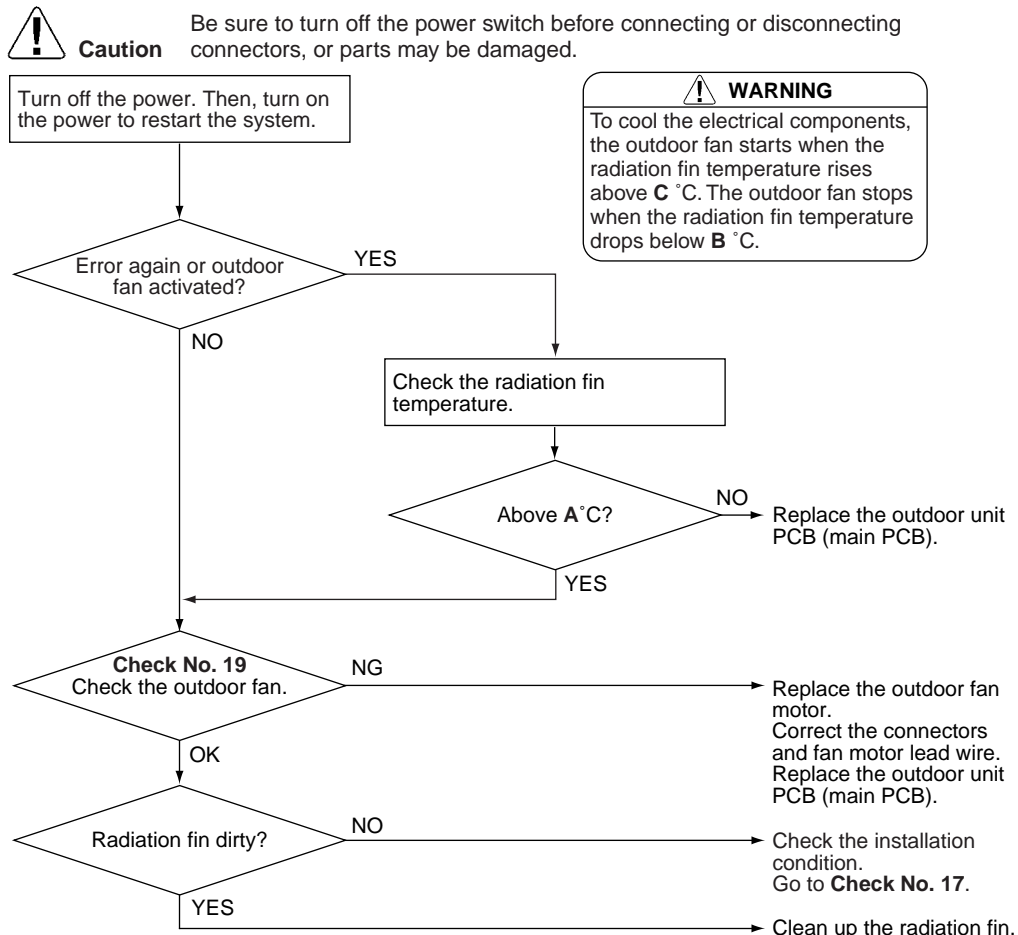 Be sure to turn off the power switch before connecting or disconnecting
Caution connectors, or parts may be damaged.
Turn off the power. Then, turn on
the power to restart the system.
WARNING
To cool the electrical components,
the outdoor fan starts when the
radiation fin temperature rises
above C ˚C. The outdoor fan stops
when the radiation fin temperature
drops below B ˚C.
Error again or outdoor
fan activated?
YES
NO
Check the radiation fin
temperature.
Above A˚C?
NO
Replace the outdoor unit
PCB (main PCB).
YES
Check No. 19
Check the outdoor fan.
NG
Replace the outdoor fan
motor.
Correct the connectors
and fan motor lead wire.
Replace the outdoor unit
PCB (main PCB).
OK
Radiation fin dirty?
NO
Check the installation
condition.
Go to Check No. 17.
YES
Clean up the radiation fin.